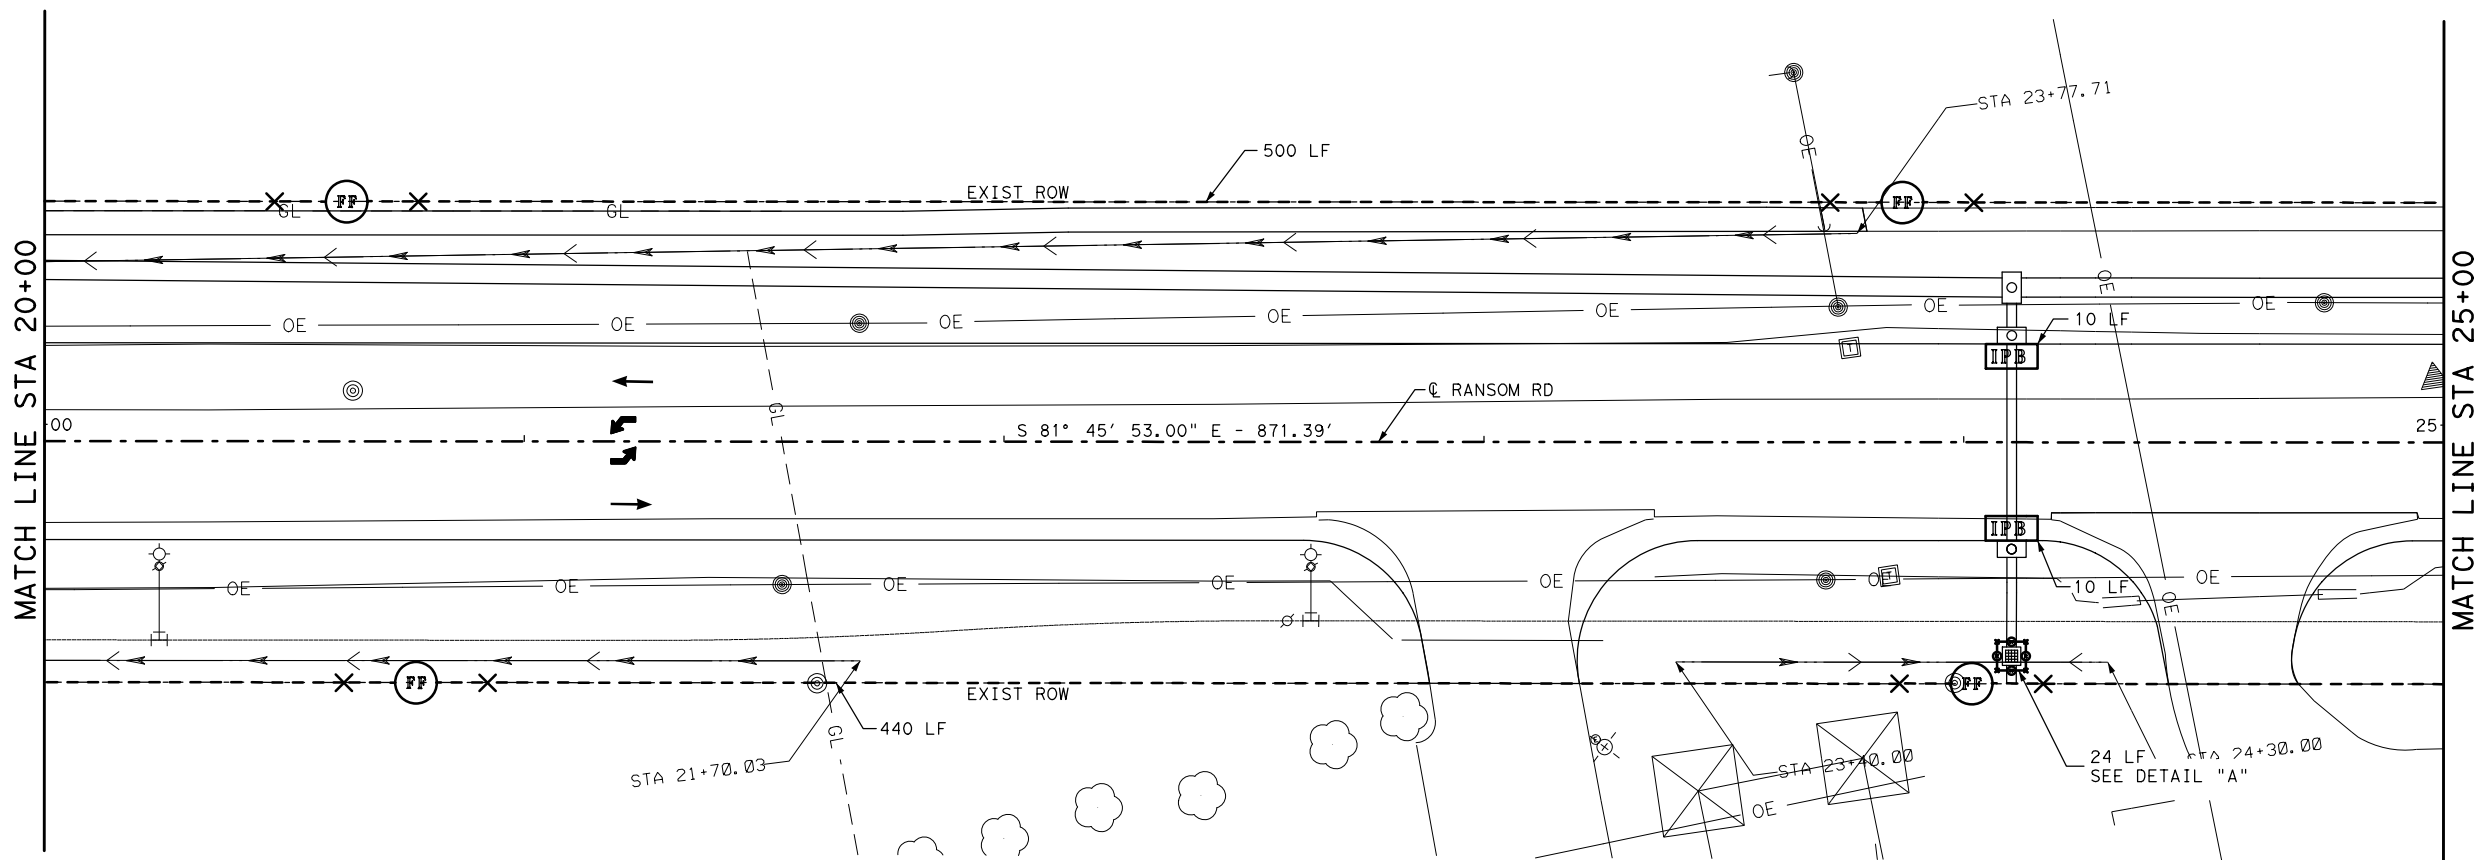 STA 23+77.71
OE
500 LF
EXIST ROW
FF
FF
GL
GL
MATCH LINE STA 20+00
MATCH LINE STA 25+00
OE
OE
OE
OE
OE
OE
OE
OE
10 LF
IPB
℄ RANSOM RD
GL
00
S 81° 45' 53.00" E - 871.39'
25
IPB
OE
OE
OE
OE
OE
OE
OE
T
T
10 LF
OE
FF
FF
EXIST ROW
440 LF
GL
STA 21+70.03
STA 23+40.00
STA 24+30.00
24 LF
SEE DETAIL "A"
OE